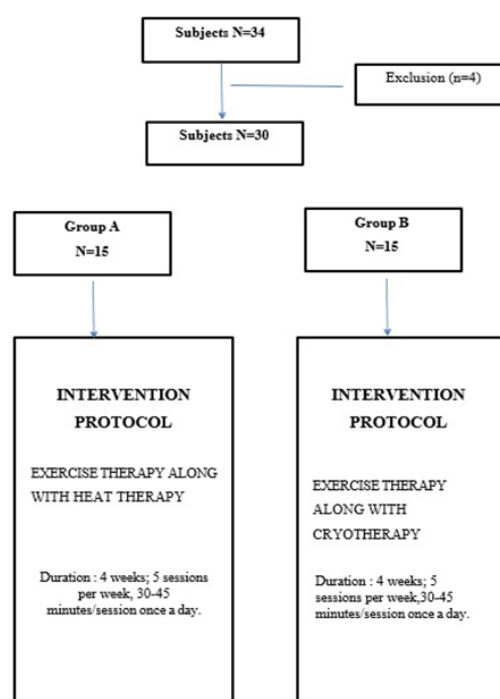 Subjects N=34
Exclusion (n=4)
Subjects N=30
Group A
N=15
Group B
N=15
INTERVENTION
PROTOCOL
EXERCISE THERAPY ALONG
WITH HEAT THERAPY
Duration : 4 weeks; 5 sessions
per week, 30-45
minutes/session once a day.
INTERVENTION
PROTOCOL
EXERCISE THERAPY
ALONG WITH
CRYOTHERAPY
Duration : 4 weeks; 5
sessions per week,30-45
minutes/session once a day.